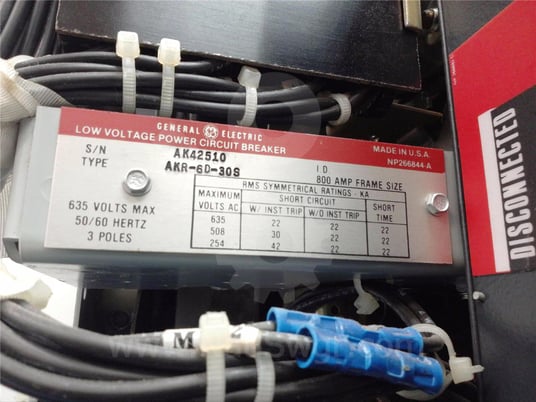 GENERAL ELECTRIC
LOW VOLTAGE POWER CIRCUIT BREAKER
MADE IN U.S.A.
NP266844-A
S/N AK42510 ID
TYPE AKR-6D-30S 800 AMP FRAME SIZE
635 VOLTS MAX
50/60 HERTZ
3 POLES
RMS SYMMETRICAL RATINGS - KA
MAXIMUM VOLTS AC SHORT CIRCUIT SHORT TIME
W/ INST TRIP W/O INST TRIP
635 22 22 22
508 30 22 22
254 42 22 22
DISCONNECTED